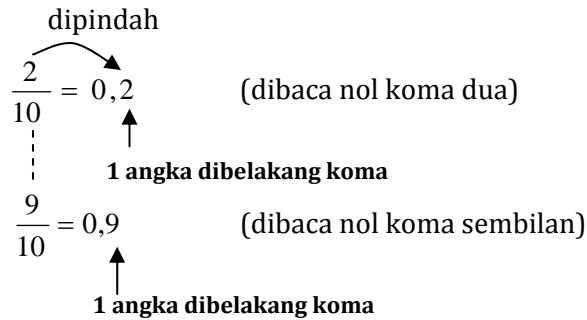 dipindah
2/10 = 0,2 (dibaca nol koma dua)
1 angka dibelakang koma
9/10 = 0,9 (dibaca nol koma sembilan)
1 angka dibelakang koma